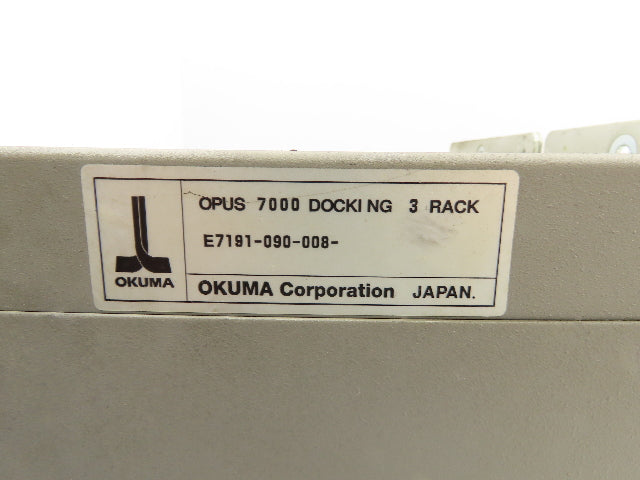 OPUS 7000 DOCKING 3 RACK
E7191-090-008-
OKUMA
OKUMA Corporation JAPAN.